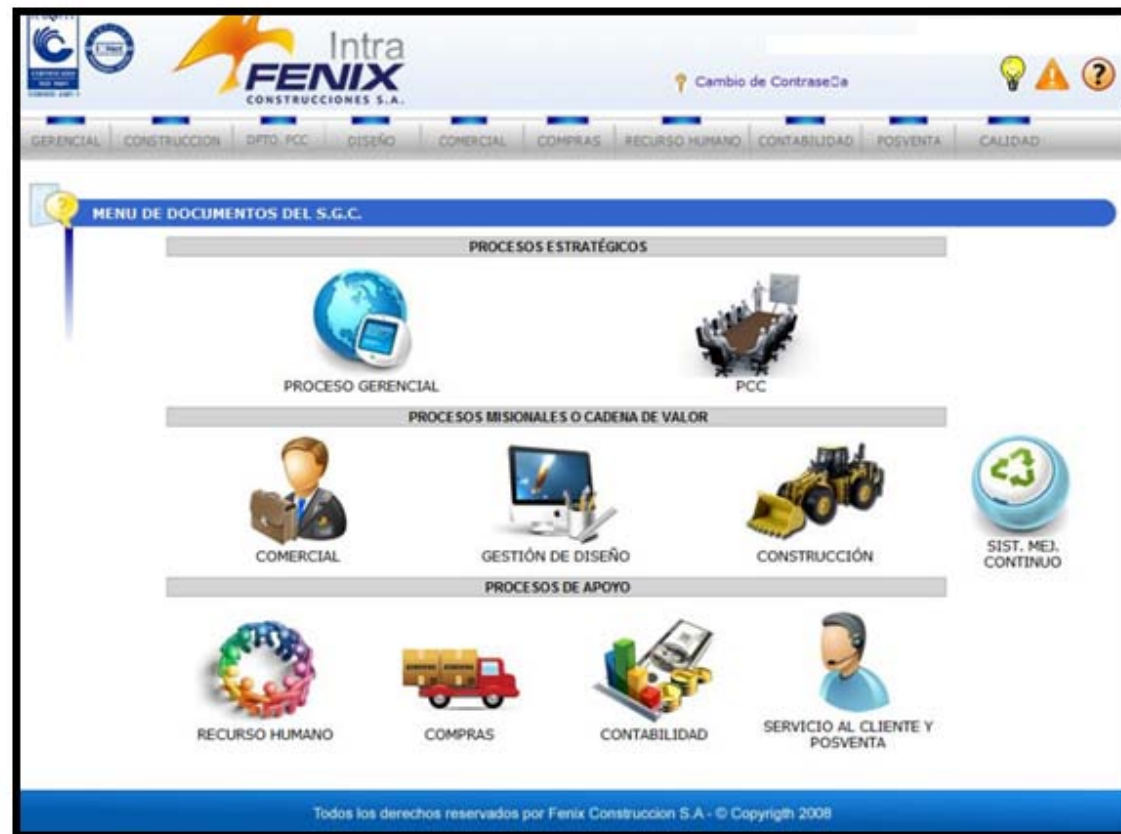 Intra
FENIX
CONSTRUCCIONES S.A.
Cambio de Contrase□a
GERENCIAL CONSTRUCCION DPTO. PCC DISEÑO COMERCIAL COMPRAS RECURSO HUMANO CONTABILIDAD POSVENTA CALIDAD
MENU DE DOCUMENTOS DEL S.G.C.
PROCESOS ESTRATÉGICOS
PROCESO GERENCIAL
PCC
PROCESOS MISIONALES O CADENA DE VALOR
COMERCIAL
GESTIÓN DE DISEÑO
CONSTRUCCIÓN
SIST. MEJ.
CONTINUO
PROCESOS DE APOYO
RECURSO HUMANO
COMPRAS
CONTABILIDAD
SERVICIO AL CLIENTE Y
POSVENTA
Todos los derechos reservados por Fenix Construccion S.A - © Copyrigth 2008